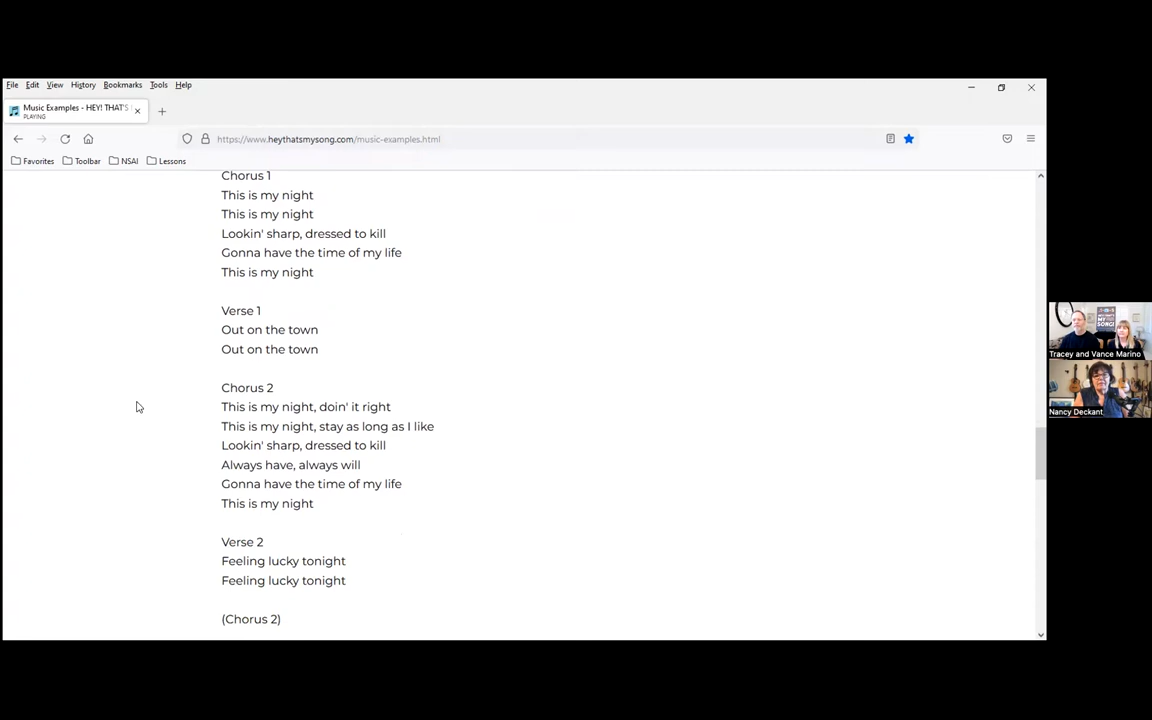 File Edit View History Bookmarks Tools Help
Music Examples - HEY! THAT'S
PLAYING
https://www.heythatsmysong.com/music-examples.html
Favorites Toolbar NSAI Lessons
Chorus 1
This is my night
This is my night
Lookin' sharp, dressed to kill
Gonna have the time of my life
This is my night
Verse 1
Out on the town
Out on the town
Chorus 2
This is my night, doin' it right
This is my night, stay as long as I like
Lookin' sharp, dressed to kill
Always have, always will
Gonna have the time of my life
This is my night
Verse 2
Feeling lucky tonight
Feeling lucky tonight
(Chorus 2)
MY
SONG!
Tracey and Vance Marino
Nancy Deckant